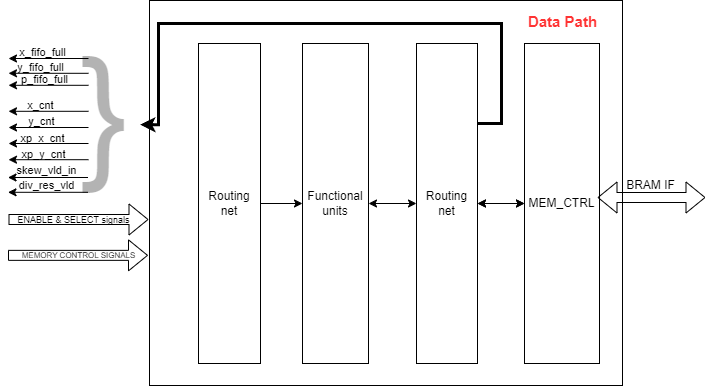 Data Path
x_fifo_full
y_fifo_full
p_fifo_full
x_cnt
y_cnt
xp_x_cnt
xp_y_cnt
skew_vld_in
div_res_vld
ENABLE & SELECT signals
MEMORY CONTROL SIGNALS
Routing
net
Functional
units
Routing
net
MEM_CTRL
BRAM IF